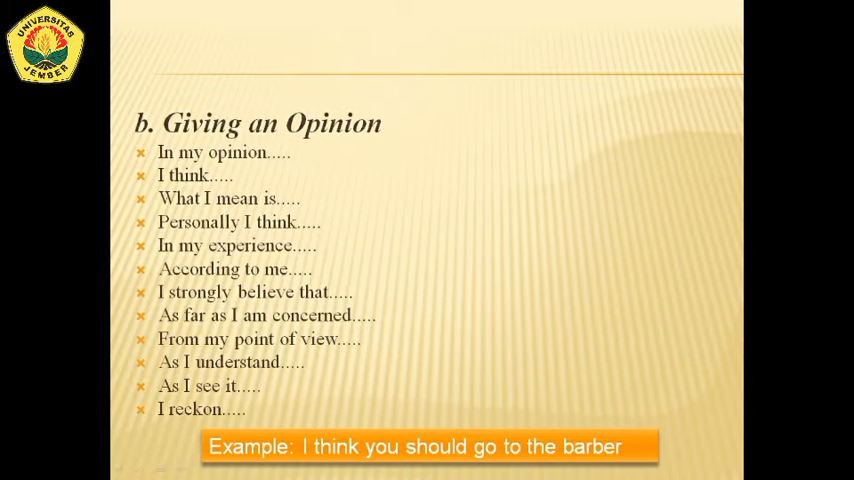 UNIVERSITAS
JEMBER
b. Giving an Opinion
In my opinion.....
I think.....
What I mean is.....
Personally I think.....
In my experience.....
According to me.....
I strongly believe that.....
As far as I am concerned.....
From my point of view.....
As I understand.....
As I see it.....
I reckon.....
Example: I think you should go to the barber